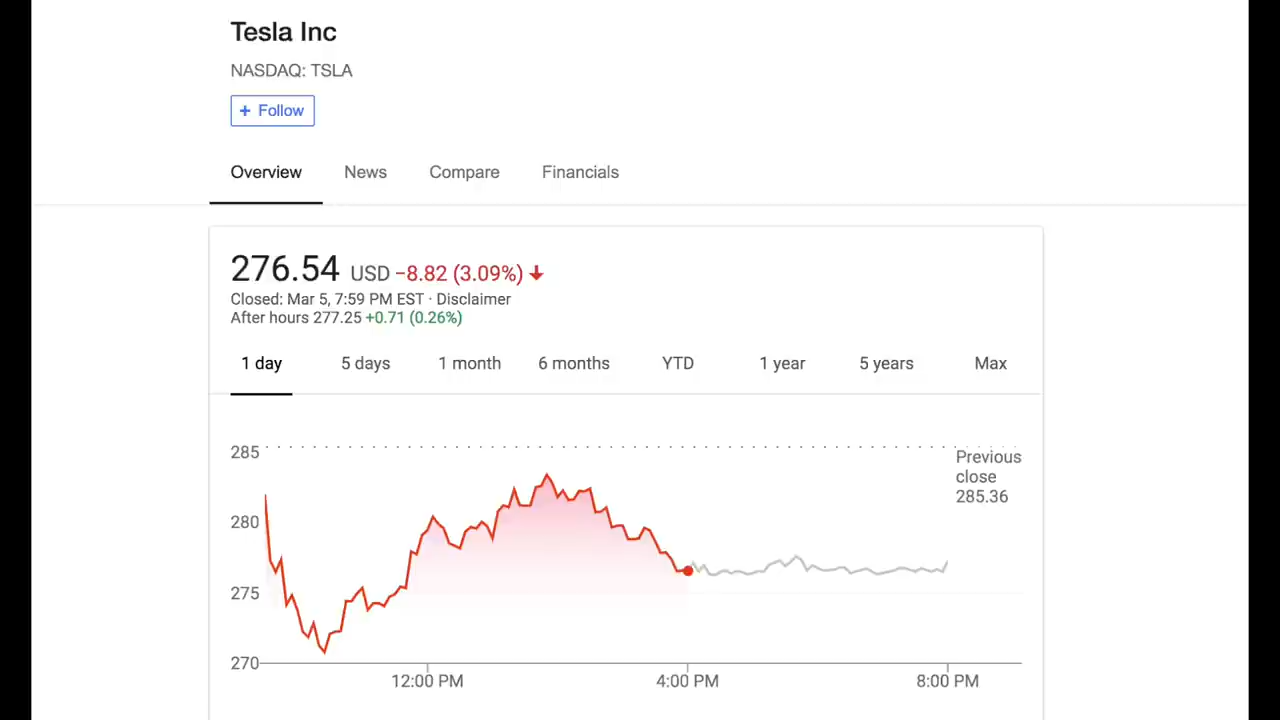 Tesla Inc
NASDAQ: TSLA
+ Follow
Overview News Compare Financials
276.54 USD −8.82 (3.09%)
Closed: Mar 5, 7:59 PM EST · Disclaimer
After hours 277.25 +0.71 (0.26%)
1 day 5 days 1 month 6 months YTD 1 year 5 years Max
285
Previous
close
285.36
280
275
270
12:00 PM 4:00 PM 8:00 PM